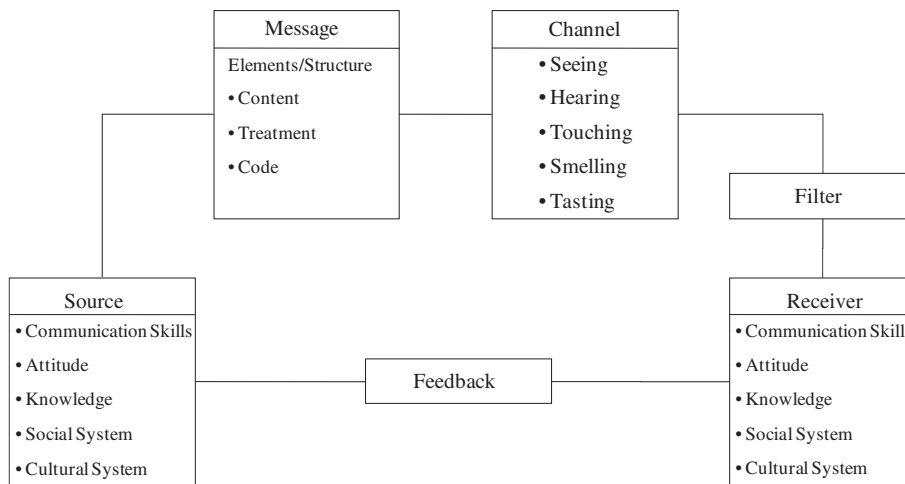 Message
Elements/Structure
• Content
• Treatment
• Code
Channel
• Seeing
• Hearing
• Touching
• Smelling
• Tasting
Filter
Source
• Communication Skills
• Attitude
• Knowledge
• Social System
• Cultural System
Feedback
Receiver
• Communication Skill
• Attitude
• Knowledge
• Social System
• Cultural System